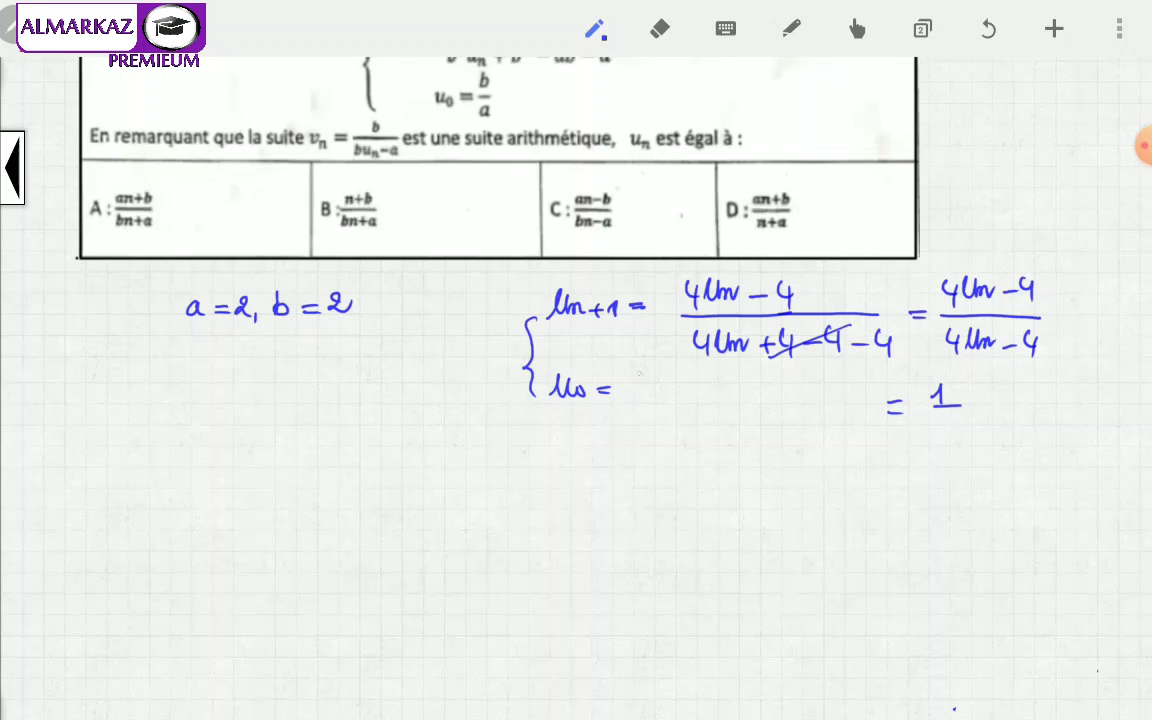 ALMARKAZ
PREMIEUM
2
u₀ = b/a
En remarquant que la suite vₙ = b/(buₙ−a) est une suite arithmétique, uₙ est égal à :
A : (an+b)/(bn+a) B : (n+b)/(bn+a) C : (an−b)/(bn−a) D : (an+b)/(n+a)
a = 2, b = 2
Uₙ₊₁ = (4Uₙ − 4)/(4Uₙ + 4 − 4 − 4) = (4Uₙ − 4)/(4Uₙ − 4)
U₀ =
= 1